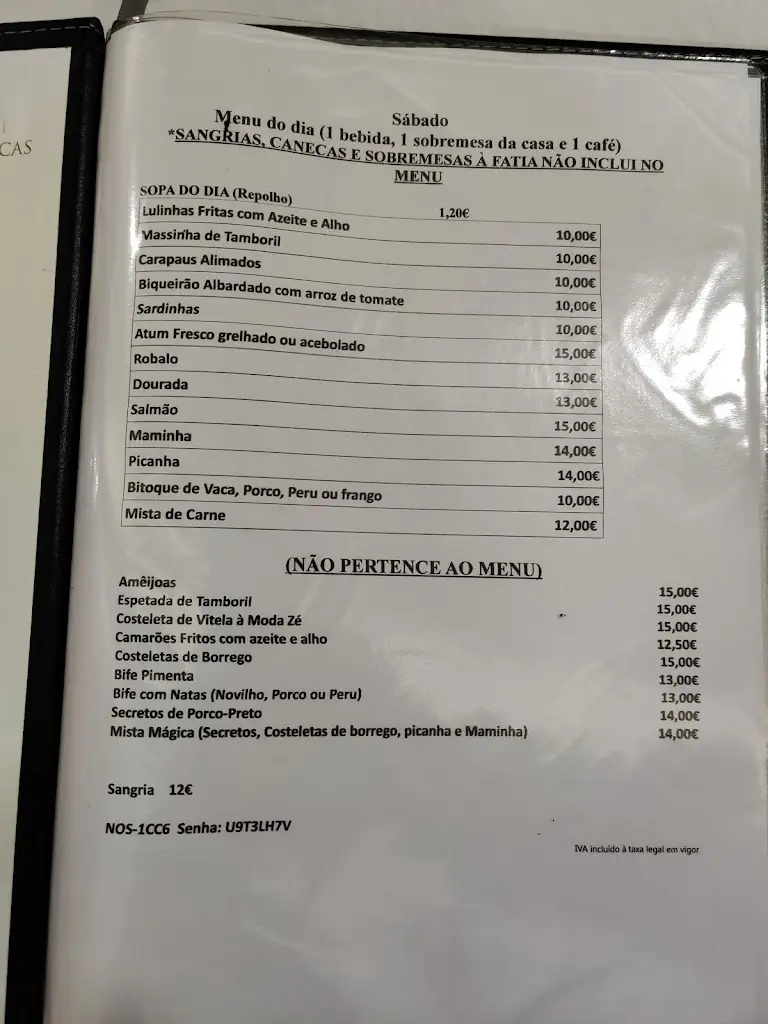 CAS
Sábado
Menu do dia (1 bebida, 1 sobremesa da casa e 1 café)
*SANGRIAS, CANECAS E SOBREMESAS À FATIA NÃO INCLUI NO
MENU
SOPA DO DIA (Repolho) 1,20€
Lulinhas Fritas com Azeite e Alho 10,00€
Massinha de Tamboril 10,00€
Carapaus Alimados 10,00€
Biqueirão Albardado com arroz de tomate 10,00€
Sardinhas 10,00€
Atum Fresco grelhado ou acebolado 15,00€
Robalo 13,00€
Dourada 13,00€
Salmão 15,00€
Maminha 14,00€
Picanha 14,00€
Bitoque de Vaca, Porco, Peru ou frango 10,00€
Mista de Carne 12,00€
(NÃO PERTENCE AO MENU)
Amêijoas 15,00€
Espetada de Tamboril 15,00€
Costeleta de Vitela à Moda Zé 15,00€
Camarões Fritos com azeite e alho 12,50€
Costeletas de Borrego 15,00€
Bife Pimenta 13,00€
Bife com Natas (Novilho, Porco ou Peru) 13,00€
Secretos de Porco-Preto 14,00€
Mista Mágica (Secretos, Costeletas de borrego, picanha e Maminha) 14,00€
Sangria 12€
NOS-1CC6 Senha: U9T3LH7V
IVA incluído à taxa legal em vigor